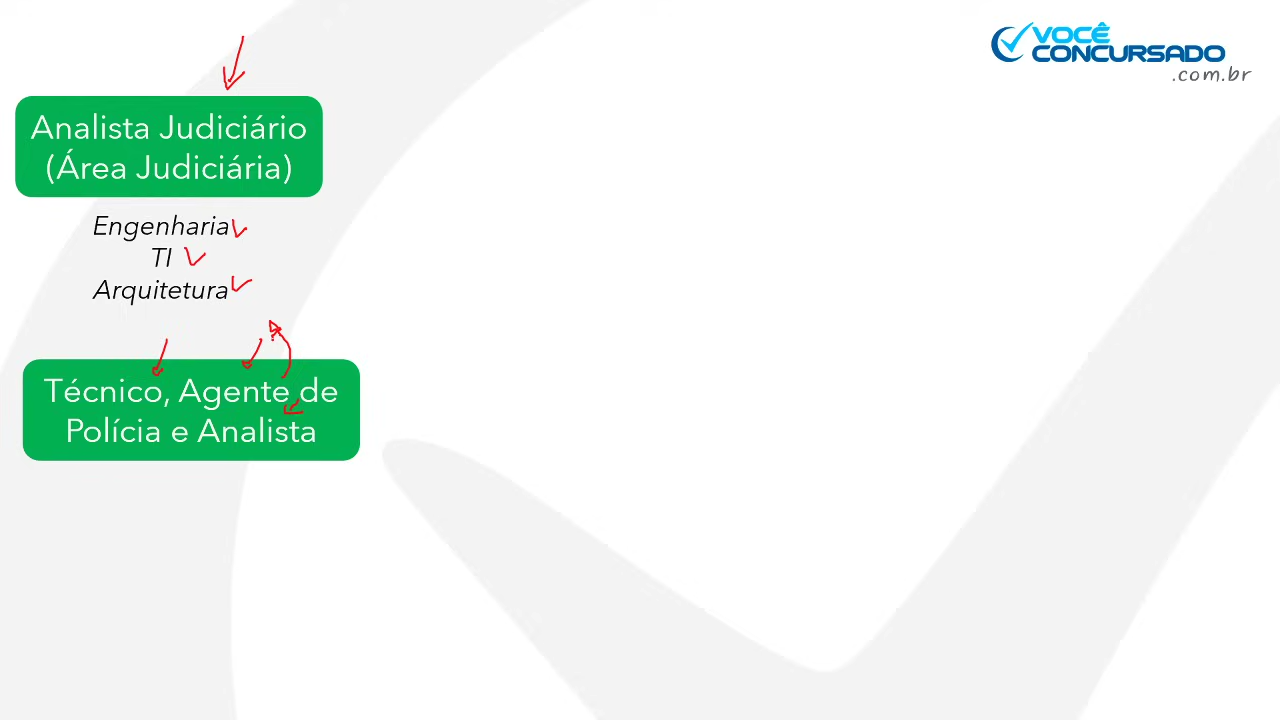 VOCÊ
CONCURSADO
.com.br
Analista Judiciário
(Área Judiciária)
Engenharia
TI
Arquitetura
Técnico, Agente de
Polícia e Analista